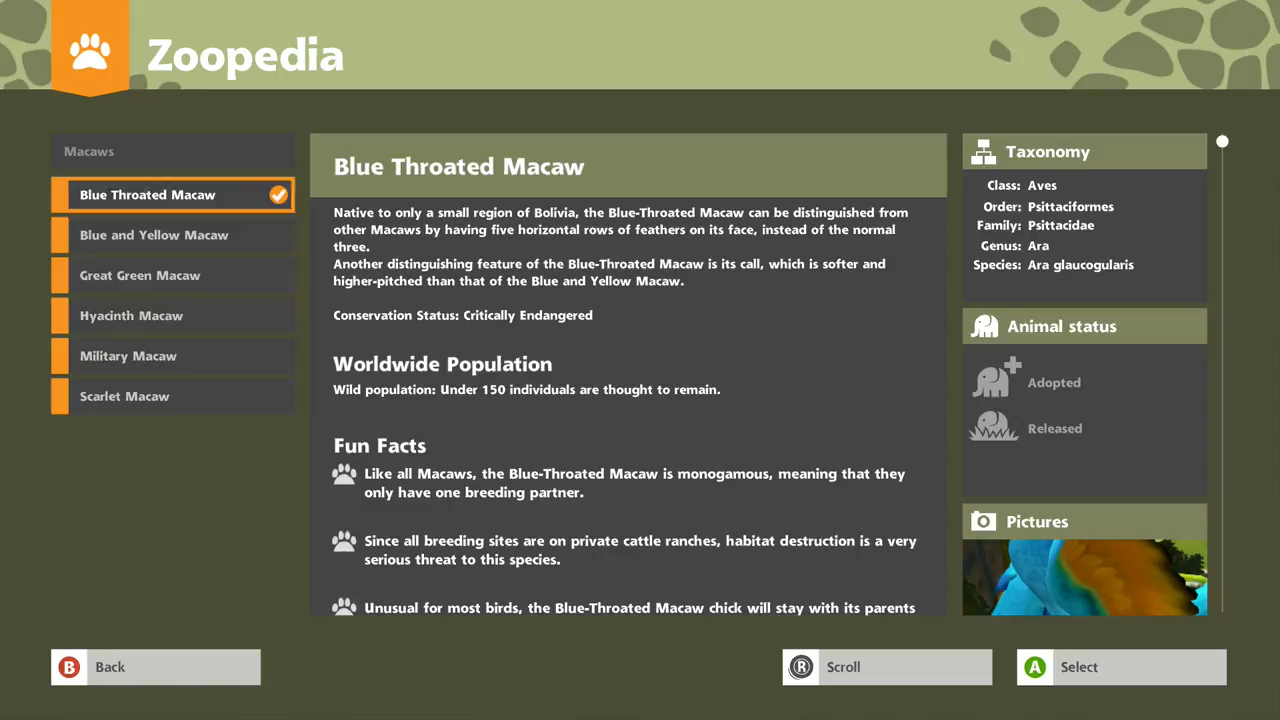 Zoopedia
Macaws
Blue Throated Macaw
Blue and Yellow Macaw
Great Green Macaw
Hyacinth Macaw
Military Macaw
Scarlet Macaw
Blue Throated Macaw
Native to only a small region of Bolivia, the Blue-Throated Macaw can be distinguished from
other Macaws by having five horizontal rows of feathers on its face, instead of the normal
three.
Another distinguishing feature of the Blue-Throated Macaw is its call, which is softer and
higher-pitched than that of the Blue and Yellow Macaw.
Conservation Status: Critically Endangered
Worldwide Population
Wild population: Under 150 individuals are thought to remain.
Fun Facts
Like all Macaws, the Blue-Throated Macaw is monogamous, meaning that they
only have one breeding partner.
Since all breeding sites are on private cattle ranches, habitat destruction is a very
serious threat to this species.
Unusual for most birds, the Blue-Throated Macaw chick will stay with its parents
Taxonomy
Class: Aves
Order: Psittaciformes
Family: Psittacidae
Genus: Ara
Species: Ara glaucogularis
Animal status
Adopted
Released
Pictures
B Back
R Scroll
A Select